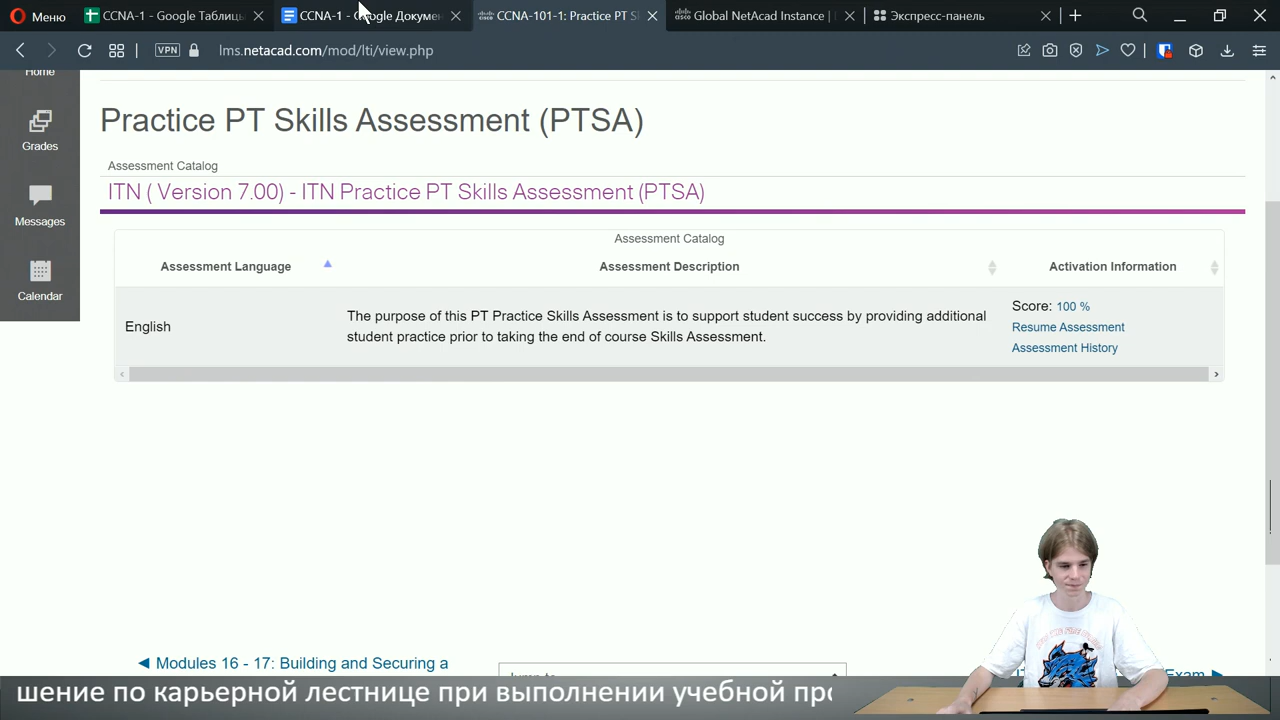 Меню
CCNA-1 - Google Таблицы
CCNA-1 - Google Докумен
CCNA-101-1: Practice PT S
Global NetAcad Instance |
Экспресс-панель
VPN
lms.netacad.com/mod/lti/view.php
Home
Grades
Messages
Calendar
Practice PT Skills Assessment (PTSA)
Assessment Catalog
ITN ( Version 7.00) - ITN Practice PT Skills Assessment (PTSA)
Assessment Catalog
Assessment Language
Assessment Description
Activation Information
English
The purpose of this PT Practice Skills Assessment is to support student success by providing additional
student practice prior to taking the end of course Skills Assessment.
Score: 100 %
Resume Assessment
Assessment History
◄ Modules 16 - 17: Building and Securing a
Exam ►
шение по карьерной лестнице при выполнении учебной про